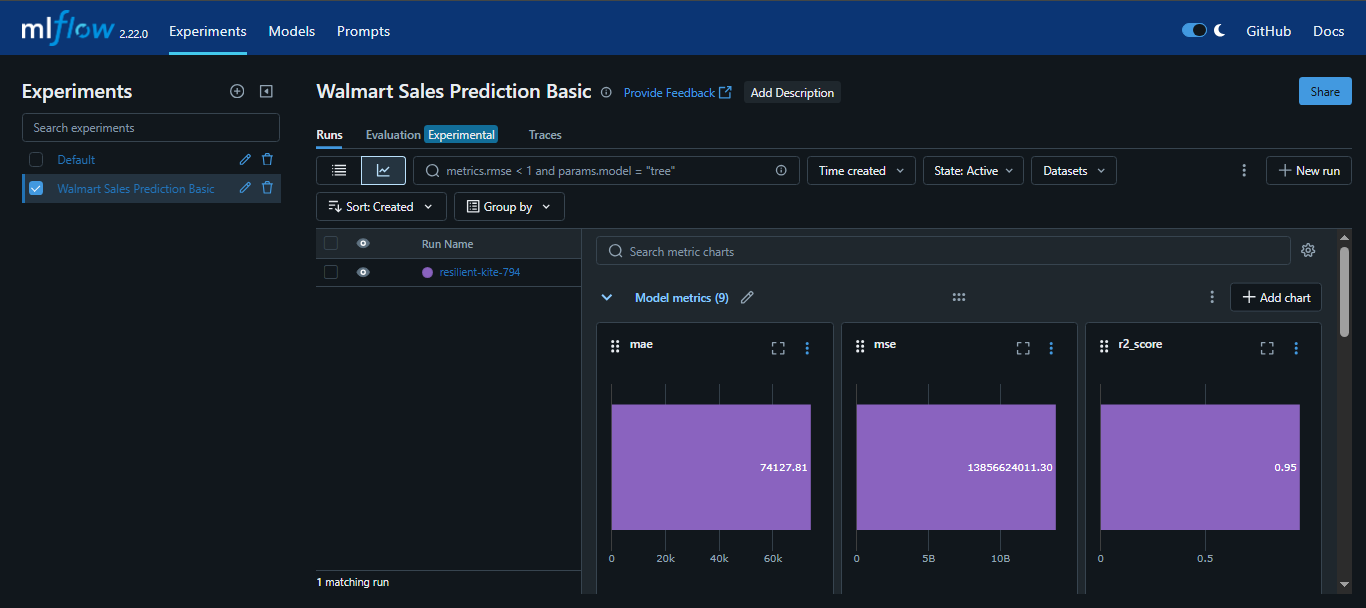 mlflow 2.22.0 Experiments Models Prompts GitHub Docs
Experiments
Search experiments
Default
Walmart Sales Prediction Basic
Walmart Sales Prediction Basic Provide Feedback Add Description Share
Runs Evaluation Experimental Traces
metrics.rmse < 1 and params.model = "tree" Time created State: Active Datasets New run
Sort: Created Group by
Run Name
resilient-kite-794
1 matching run
Search metric charts
Model metrics (9) Add chart
mae
74127.81
0 20k 40k 60k
mse
13856624011.30
0 5B 10B
r2_score
0.95
0 0.5